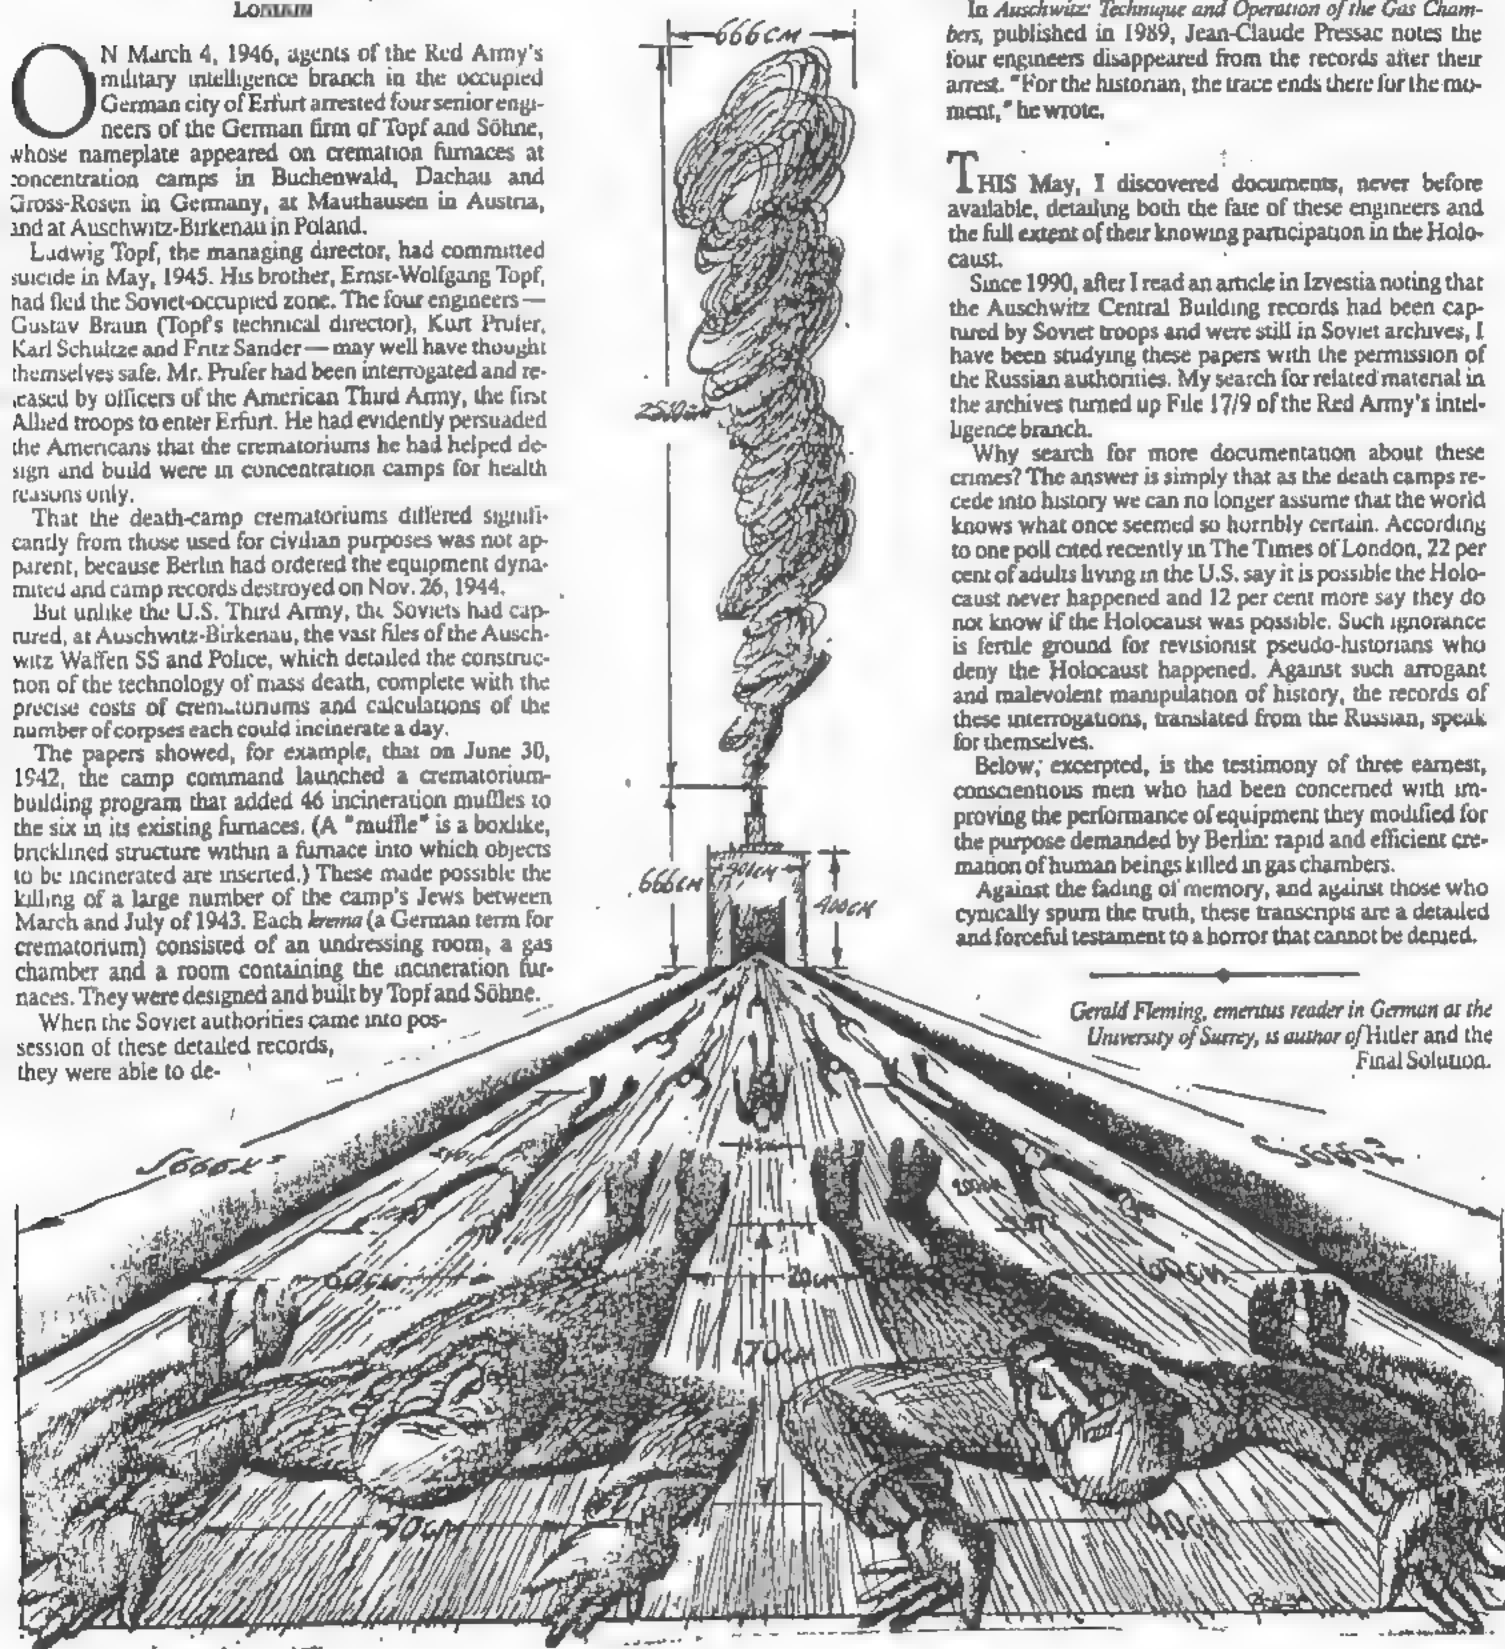 London
ON March 4, 1946, agents of the Red Army's
military intelligence branch in the occupied
German city of Erfurt arrested four senior engi-
neers of the German firm of Topf and Söhne,
whose nameplate appeared on cremation furnaces at
concentration camps in Buchenwald, Dachau and
Gross-Rosen in Germany, at Mauthausen in Austria,
and at Auschwitz-Birkenau in Poland.
Ludwig Topf, the managing director, had committed
suicide in May, 1945. His brother, Ernst-Wolfgang Topf,
had fled the Soviet-occupied zone. The four engineers —
Gustav Braun (Topf's technical director), Kurt Prufer,
Karl Schultze and Fritz Sander — may well have thought
themselves safe. Mr. Prufer had been interrogated and re-
leased by officers of the American Third Army, the first
Allied troops to enter Erfurt. He had evidently persuaded
the Americans that the crematoriums he had helped de-
sign and build were in concentration camps for health
reasons only.
That the death-camp crematoriums differed signifi-
cantly from those used for civilian purposes was not ap-
parent, because Berlin had ordered the equipment dyna-
mited and camp records destroyed on Nov. 26, 1944.
But unlike the U.S. Third Army, the Soviets had cap-
tured, at Auschwitz-Birkenau, the vast files of the Ausch-
witz Waffen SS and Police, which detailed the construc-
tion of the technology of mass death, complete with the
precise costs of crematoriums and calculations of the
number of corpses each could incinerate a day.
The papers showed, for example, that on June 30,
1942, the camp command launched a crematorium-
building program that added 46 incineration muffles to
the six in its existing furnaces. (A "muffle" is a boxlike,
bricklined structure within a furnace into which objects
to be incinerated are inserted.) These made possible the
killing of a large number of the camp's Jews between
March and July of 1943. Each krema (a German term for
crematorium) consisted of an undressing room, a gas
chamber and a room containing the incineration fur-
naces. They were designed and built by Topf and Söhne.
When the Soviet authorities came into pos-
session of these detailed records,
they were able to de-
666CM
666CM
90CM
400CM
In Auschwitz: Technique and Operation of the Gas Cham-
bers, published in 1989, Jean-Claude Pressac notes the
four engineers disappeared from the records after their
arrest. "For the historian, the trace ends there for the mo-
ment," he wrote.
THIS May, I discovered documents, never before
available, detailing both the fate of these engineers and
the full extent of their knowing participation in the Holo-
caust.
Since 1990, after I read an article in Izvestia noting that
the Auschwitz Central Building records had been cap-
tured by Soviet troops and were still in Soviet archives, I
have been studying these papers with the permission of
the Russian authorities. My search for related material in
the archives turned up File 17/9 of the Red Army's intel-
ligence branch.
Why search for more documentation about these
crimes? The answer is simply that as the death camps re-
cede into history we can no longer assume that the world
knows what once seemed so horribly certain. According
to one poll cited recently in The Times of London, 22 per
cent of adults living in the U.S. say it is possible the Holo-
caust never happened and 12 per cent more say they do
not know if the Holocaust was possible. Such ignorance
is fertile ground for revisionist pseudo-historians who
deny the Holocaust happened. Against such arrogant
and malevolent manipulation of history, the records of
these interrogations, translated from the Russian, speak
for themselves.
Below, excerpted, is the testimony of three earnest,
conscientious men who had been concerned with im-
proving the performance of equipment they modified for
the purpose demanded by Berlin: rapid and efficient cre-
mation of human beings killed in gas chambers.
Against the fading of memory, and against those who
cynically spurn the truth, these transcripts are a detailed
and forceful testament to a horror that cannot be denied.
Gerald Fleming, emeritus reader in German at the
University of Surrey, is author of Hitler and the
Final Solution.
60CM
20CM
60CM
170CM
90CM
90CM